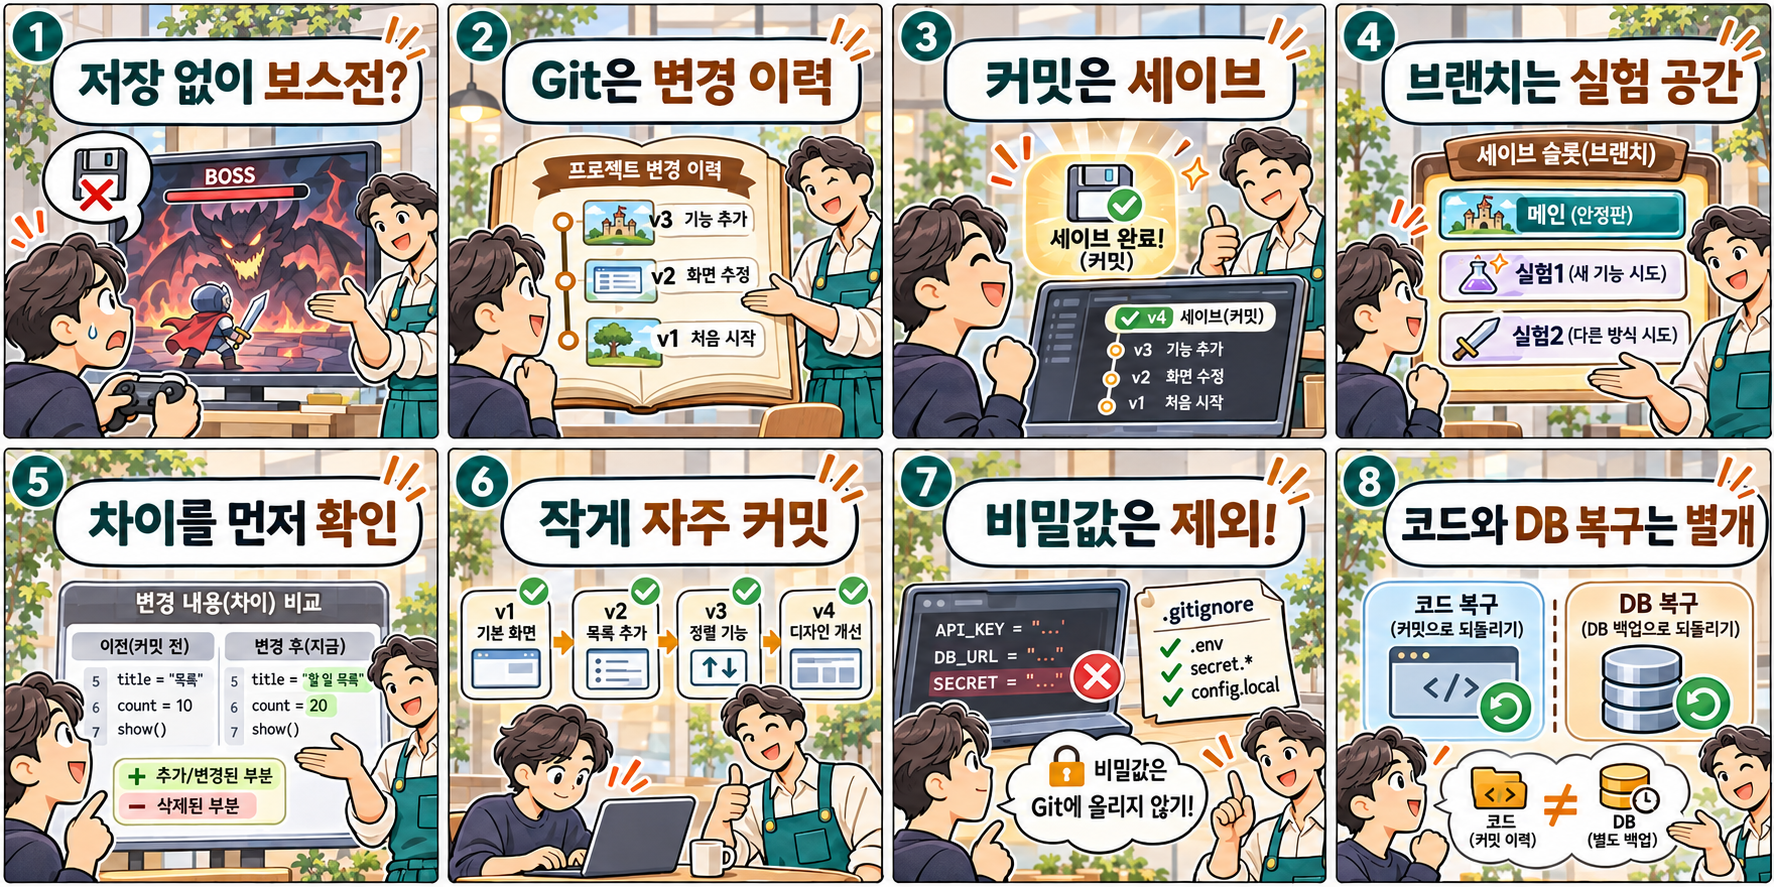 1
저장 없이 보스전?
BOSS
2
Git은 변경 이력
프로젝트 변경 이력
v3 기능 추가
v2 화면 추정
v1 처음 시작
3
커밋은 세이브
세이브 완료!
(커밋)
v4 세이브(커밋)
v3 기능 추가
v2 화면 수정
v1 처음 시작
4
브랜치는 실험 공간
세이브 슬롯(브랜치)
메인 (안정판)
실험1 (새 기능 시도)
실험2 (다른 방식 시도)
5
차이를 먼저 확인
변경 내용(차이) 비교
이전(커밋 전)
5 title = "목록"
6 count = 10
7 show()
변경 후(지금)
5 title = "할 일 목록"
6 count = 20
7 show()
+ 추가/변경된 부분
− 삭제된 부분
6
작게 자주 커밋
v1
기본 화면
v2
목록 추가
v3
정렬 기능
v4
디자인 개선
7
비밀값은 제외!
API_KEY = "...'
DB_URL = "..."
SECRET = "..."
.gitignore
.env
secret.*
config.local
비밀값은
Git에 올리지 않기!
8
코드와 DB 복구는 별개
코드 복구
(커밋으로 되돌리기)
</>
DB 복구
(DB 백업으로 되돌리기)
<>
코드
(커밋 이력)
≠
DB
(별도 백업)